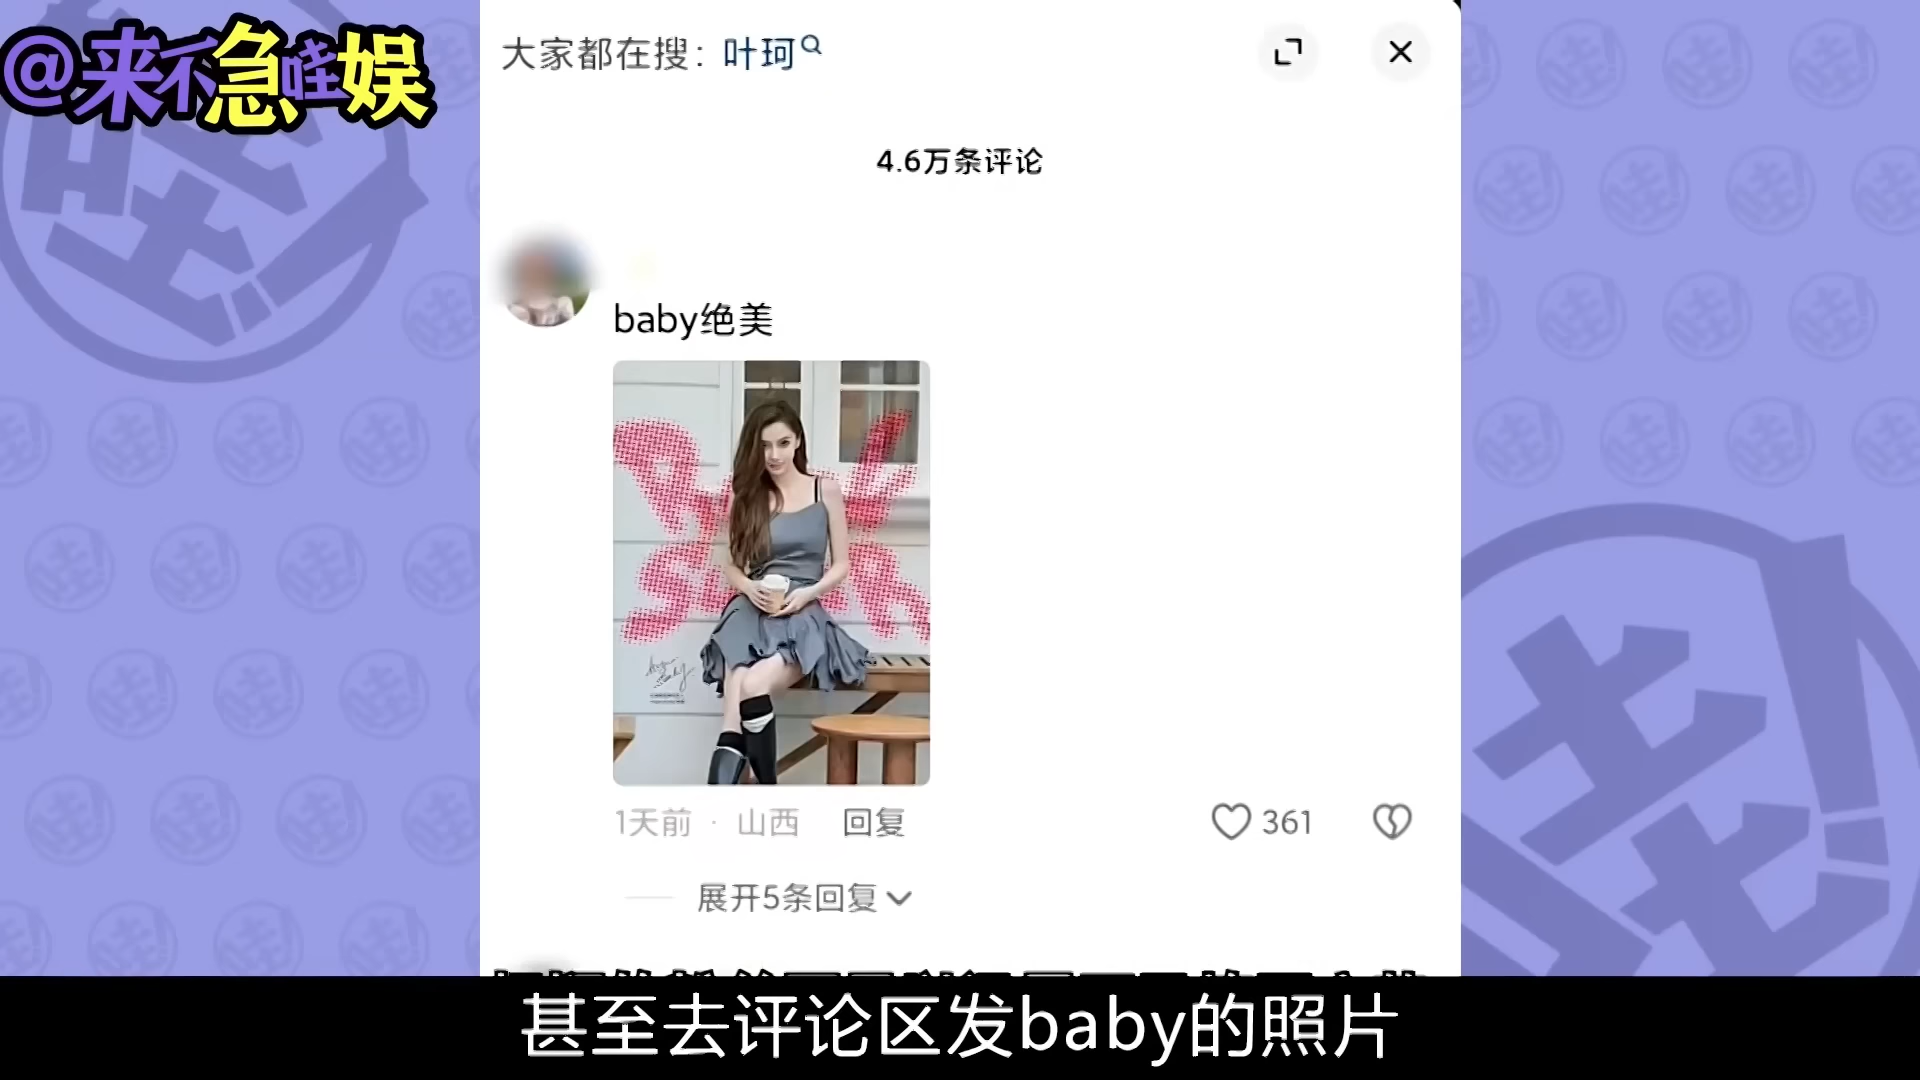 @来不急哇娱
大家都在搜：叶珂
4.6万条评论
baby绝美
1天前 · 山西 回复
361
展开5条回复
甚至去评论区发baby的照片